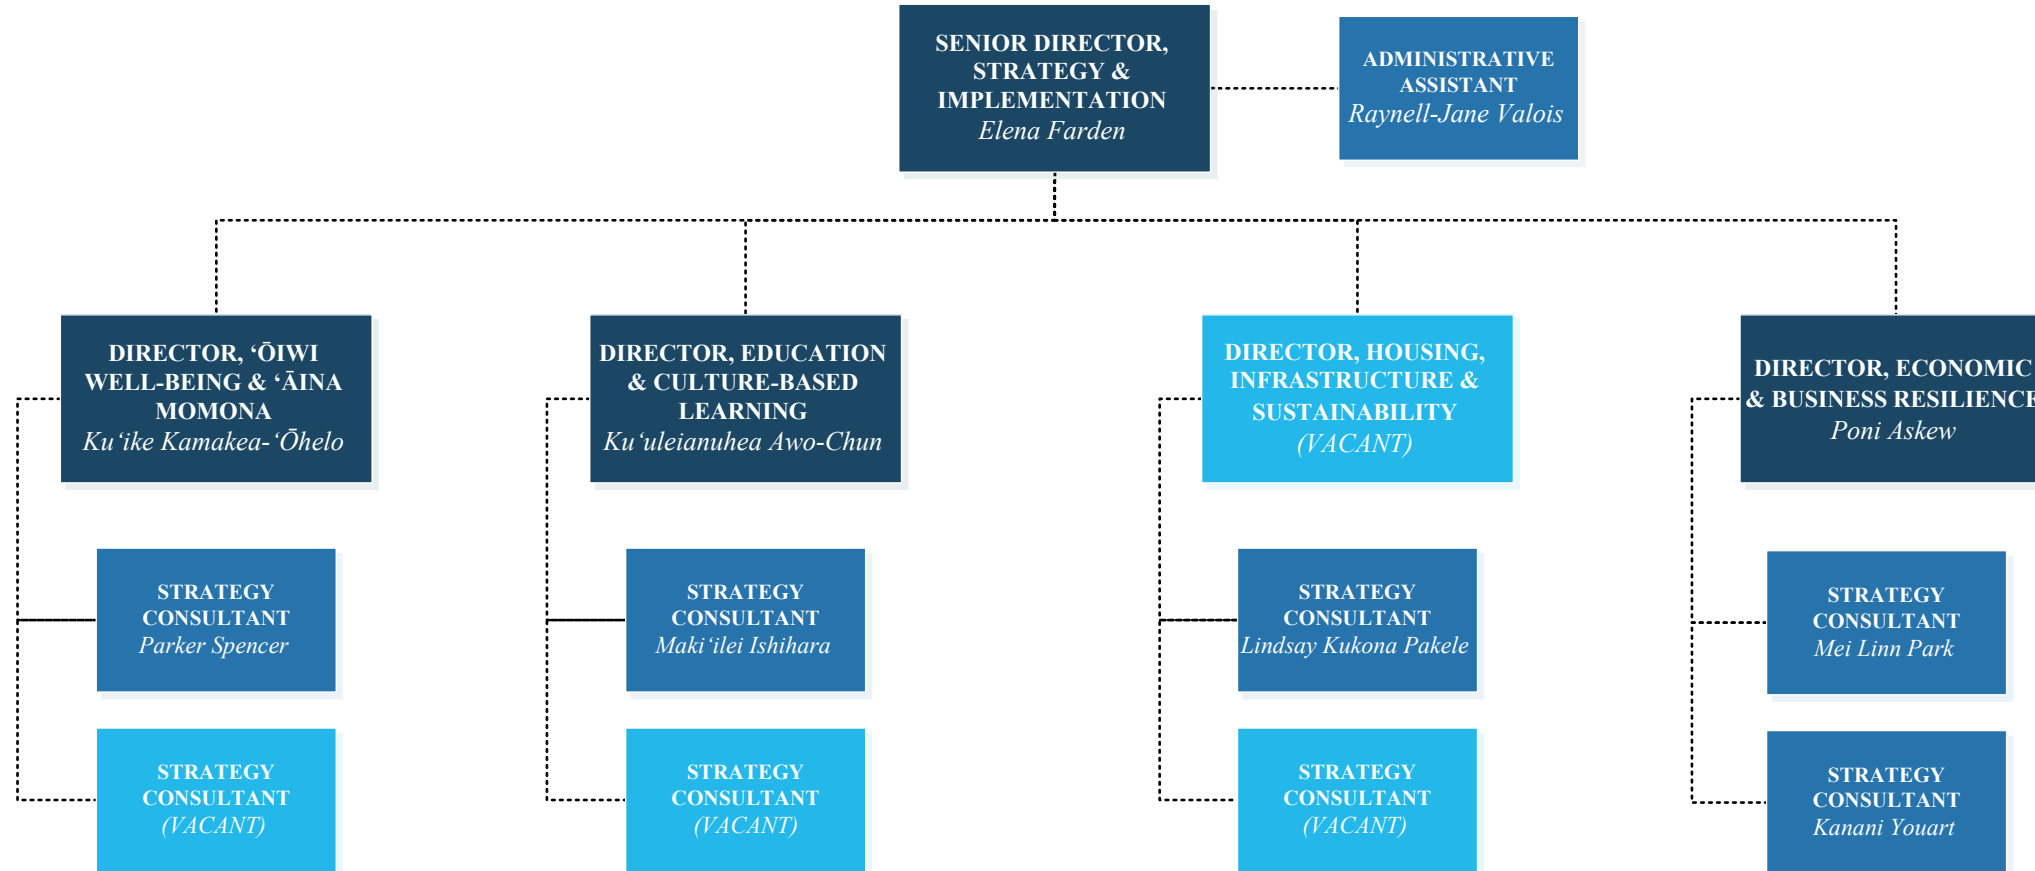 SENIOR DIRECTOR,
STRATEGY &
IMPLEMENTATION
Elena Farden
ADMINISTRATIVE
ASSISTANT
Raynell-Jane Valois
DIRECTOR, ʻŌIWI
WELL-BEING & ʻĀINA
MOMONA
Kuʻike Kamakea-ʻŌhelo
DIRECTOR, EDUCATION
& CULTURE-BASED
LEARNING
Kuʻuleianuhea Awo-Chun
DIRECTOR, HOUSING,
INFRASTRUCTURE &
SUSTAINABILITY
(VACANT)
DIRECTOR, ECONOMIC
& BUSINESS RESILIENCE
Poni Askew
STRATEGY
CONSULTANT
Parker Spencer
STRATEGY
CONSULTANT
Makiʻilei Ishihara
STRATEGY
CONSULTANT
Lindsay Kukona Pakele
STRATEGY
CONSULTANT
Mei Linn Park
STRATEGY
CONSULTANT
(VACANT)
STRATEGY
CONSULTANT
(VACANT)
STRATEGY
CONSULTANT
(VACANT)
STRATEGY
CONSULTANT
Kanani Youart